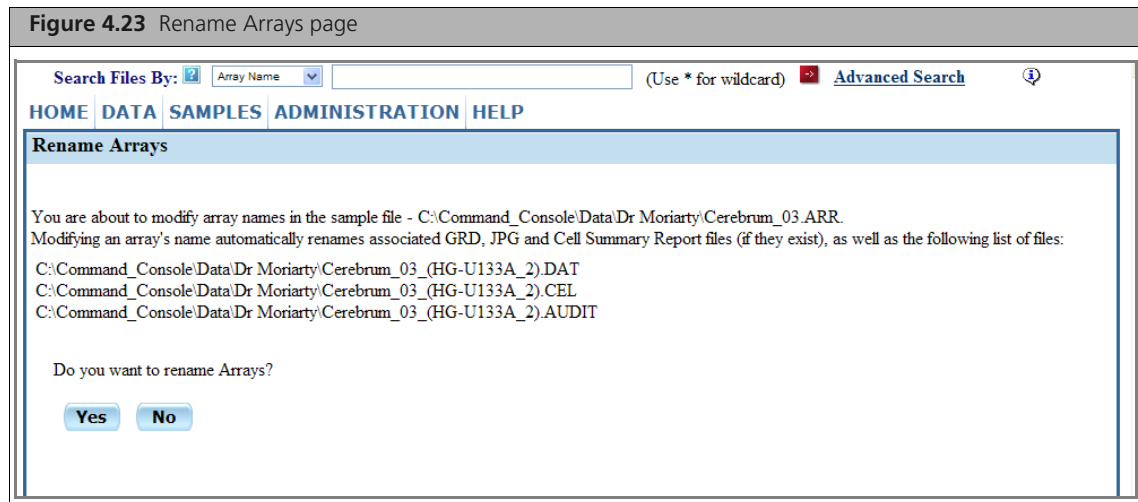 Figure 4.23 Rename Arrays page
Search Files By: ? Array Name (Use * for wildcard) Advanced Search
HOME DATA SAMPLES ADMINISTRATION HELP
Rename Arrays
You are about to modify array names in the sample file - C:\Command_Console\Data\Dr Moriarty\Cerebrum_03.ARR.
Modifying an array's name automatically renames associated GRD, JPG and Cell Summary Report files (if they exist), as well as the following list of files:
C:\Command_Console\Data\Dr Moriarty\Cerebrum_03_(HG-U133A_2).DAT
C:\Command_Console\Data\Dr Moriarty\Cerebrum_03_(HG-U133A_2).CEL
C:\Command_Console\Data\Dr Moriarty\Cerebrum_03_(HG-U133A_2).AUDIT
Do you want to rename Arrays?
Yes No